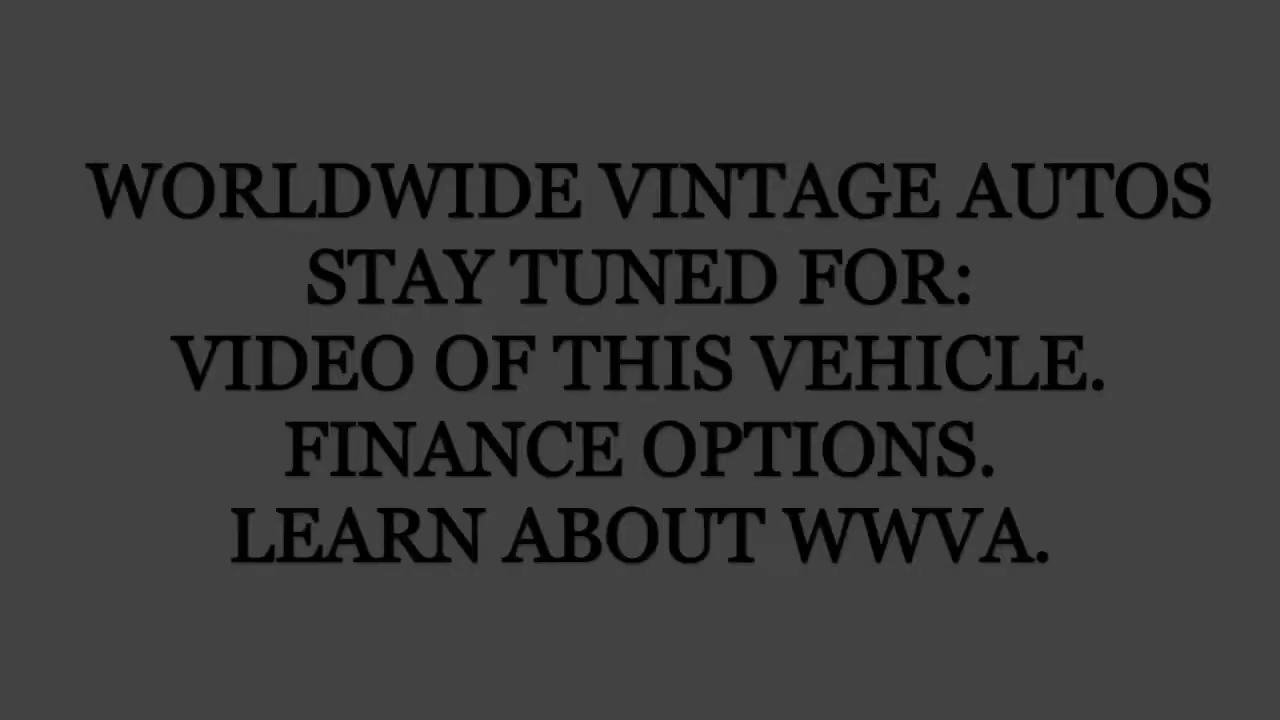 WORLDWIDE VINTAGE AUTOS
STAY TUNED FOR:
VIDEO OF THIS VEHICLE.
FINANCE OPTIONS.
LEARN ABOUT WWVA.